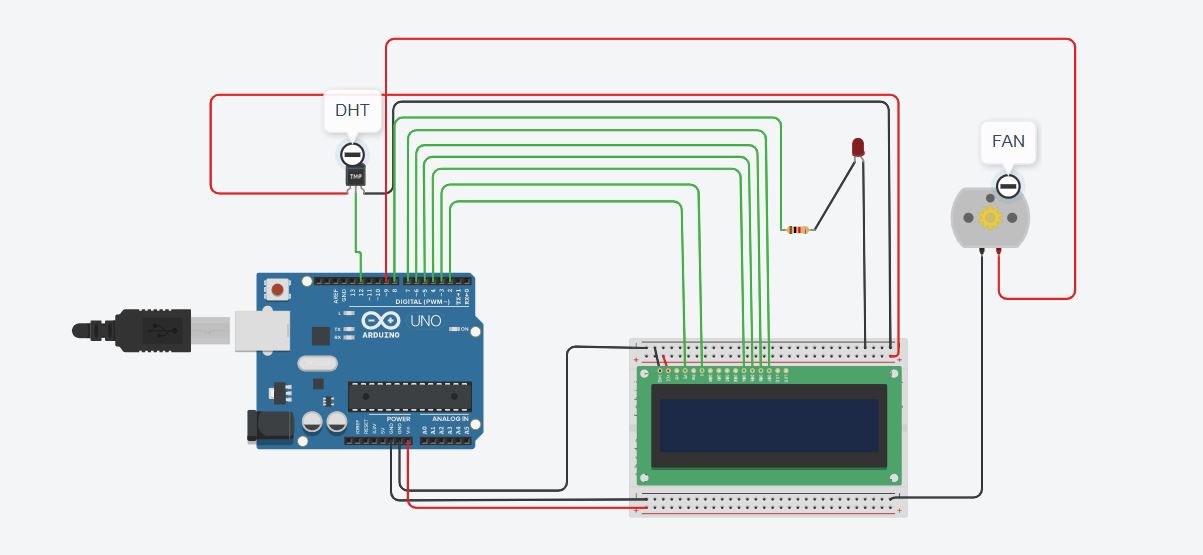 DHT
FAN
TMP
AREF
GND
13
12
~11
~10
~9
8
7
~6
~5
4
~3
2
TX→1
RX←0
DIGITAL (PWM~)
L
TX
RX
ARDUINO
UNO
ON
POWER
ANALOG IN
IOREF
RESET
3.3V
5V
GND
GND
Vin
A0
A1
A2
A3
A4
A5